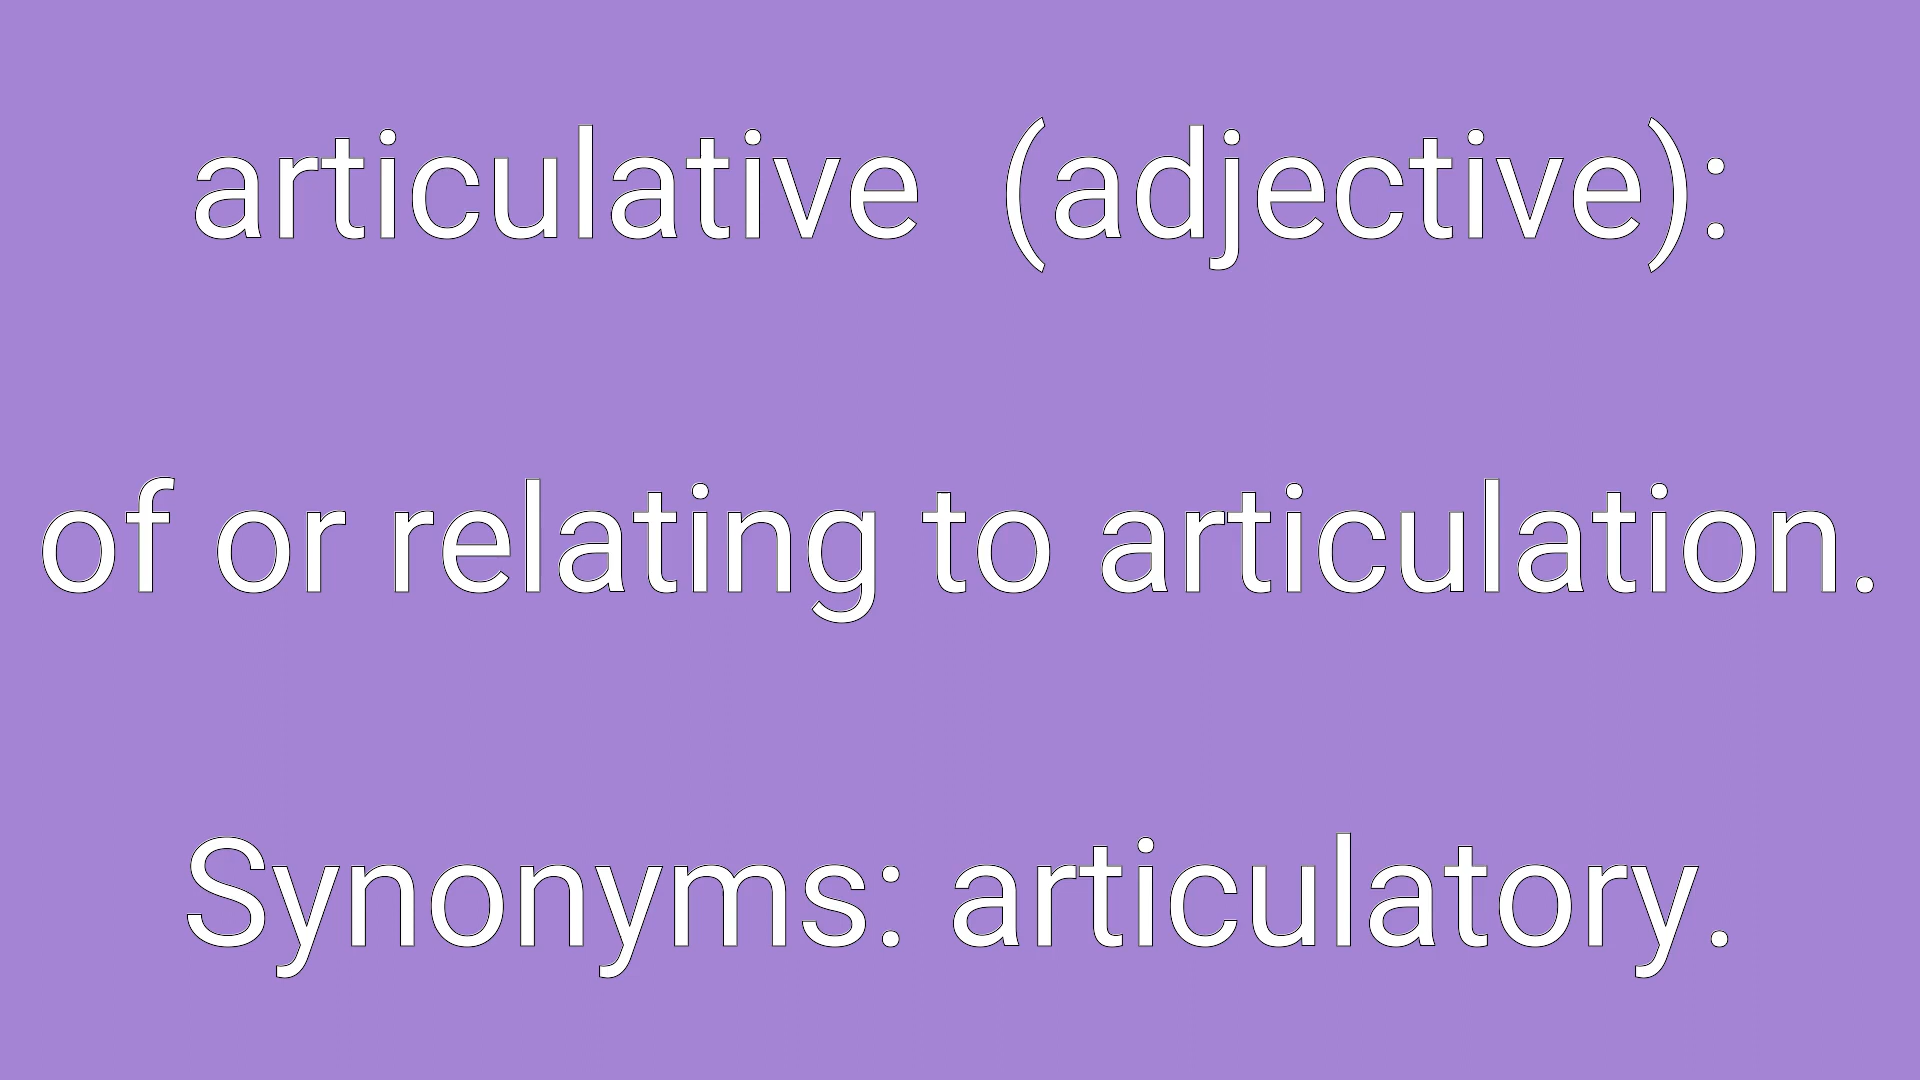 articulative (adjective):
of or relating to articulation.
Synonyms: articulatory.